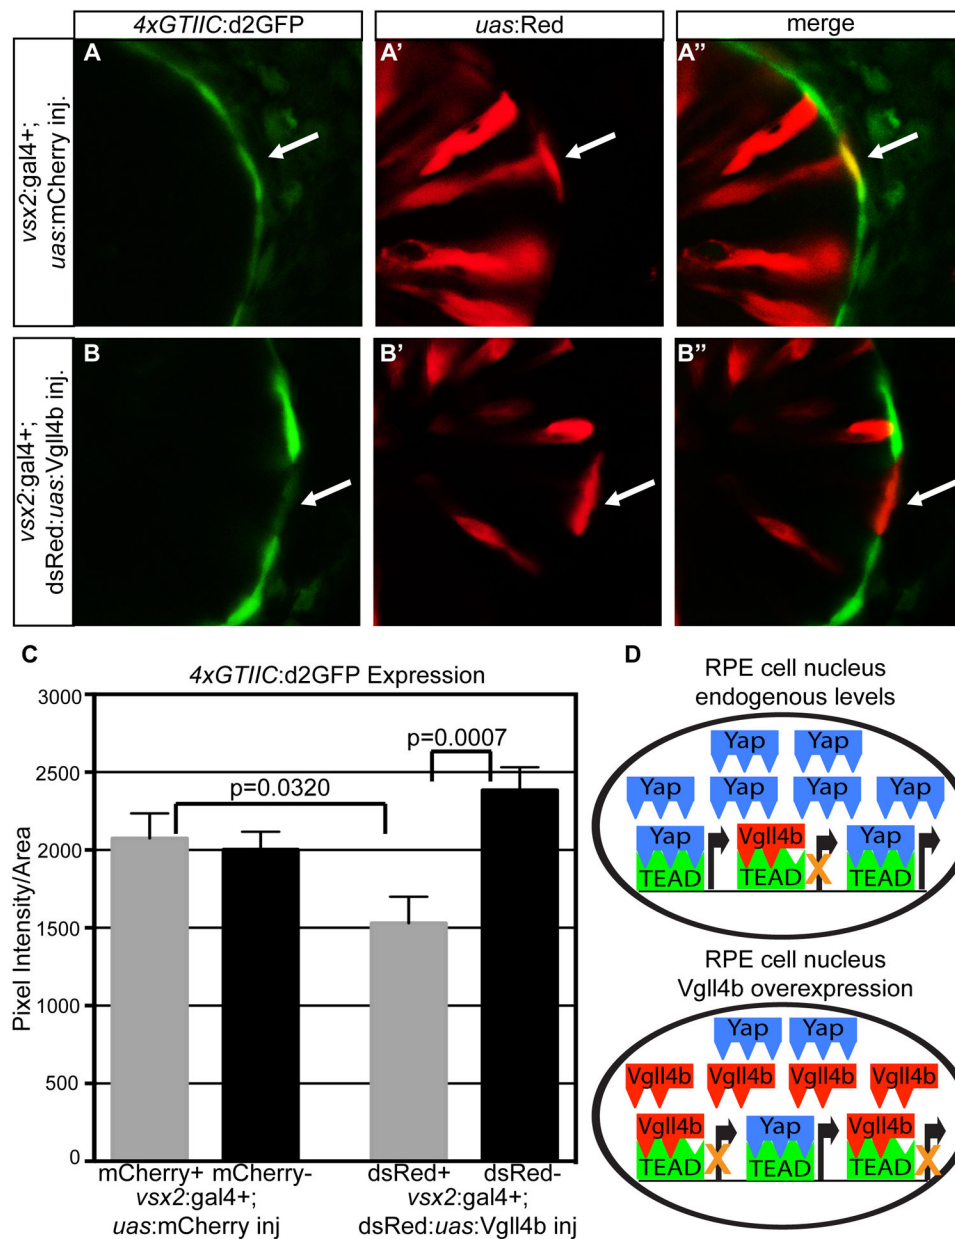 4xGTIIC:d2GFP
uas:Red
merge
vsx2:gal4+;
uas:mCherry inj.
A
A'
A"
vsx2:gal4+;
dsRed:uas:Vgll4b inj.
B
B'
B"
C
4xGTIIC:d2GFP Expression
Pixel Intensity/Area
3000
2500
2000
1500
1000
500
0
p=0.0320
p=0.0007
mCherry+ mCherry-
vsx2:gal4+;
uas:mCherry inj
dsRed+ dsRed-
vsx2:gal4+;
dsRed:uas:Vgll4b inj
D
RPE cell nucleus
endogenous levels
Yap Yap
Yap Yap Yap Yap
Yap Vgll4b Yap
TEAD TEAD X TEAD
RPE cell nucleus
Vgll4b overexpression
Yap Yap
Vgll4b Vgll4b Vgll4b Vgll4b
Vgll4b Yap Vgll4b
TEAD X TEAD TEAD X